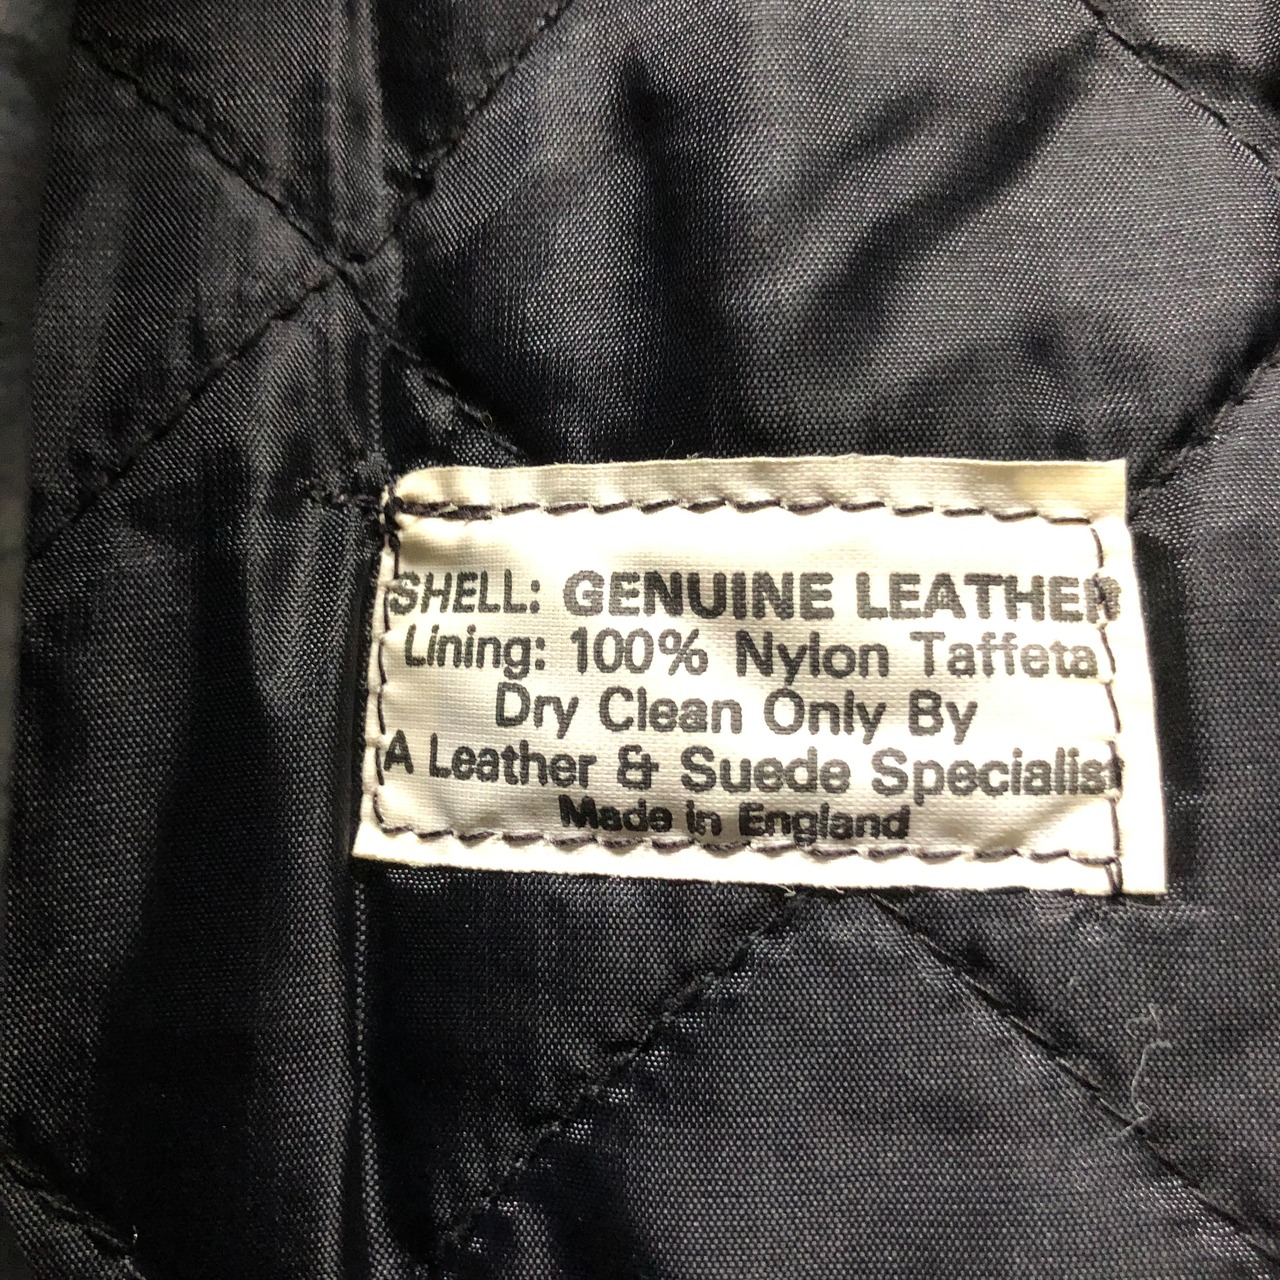 SHELL: GENUINE LEATHER
Lining: 100% Nylon Taffeta
Dry Clean Only By
A Leather & Suede Specialist
Made in England